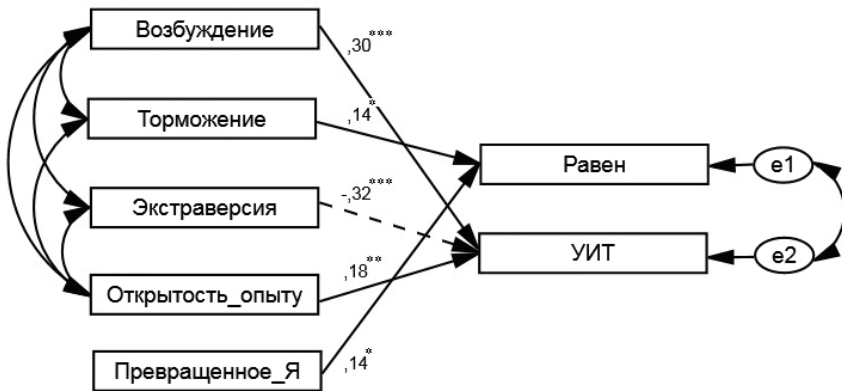 Возбуждение
,30***
Торможение
,14*
Равен
e1
Экстраверсия
-,32***
УИТ
e2
Открытость_опыту
,18**
Превращенное_Я
,14*